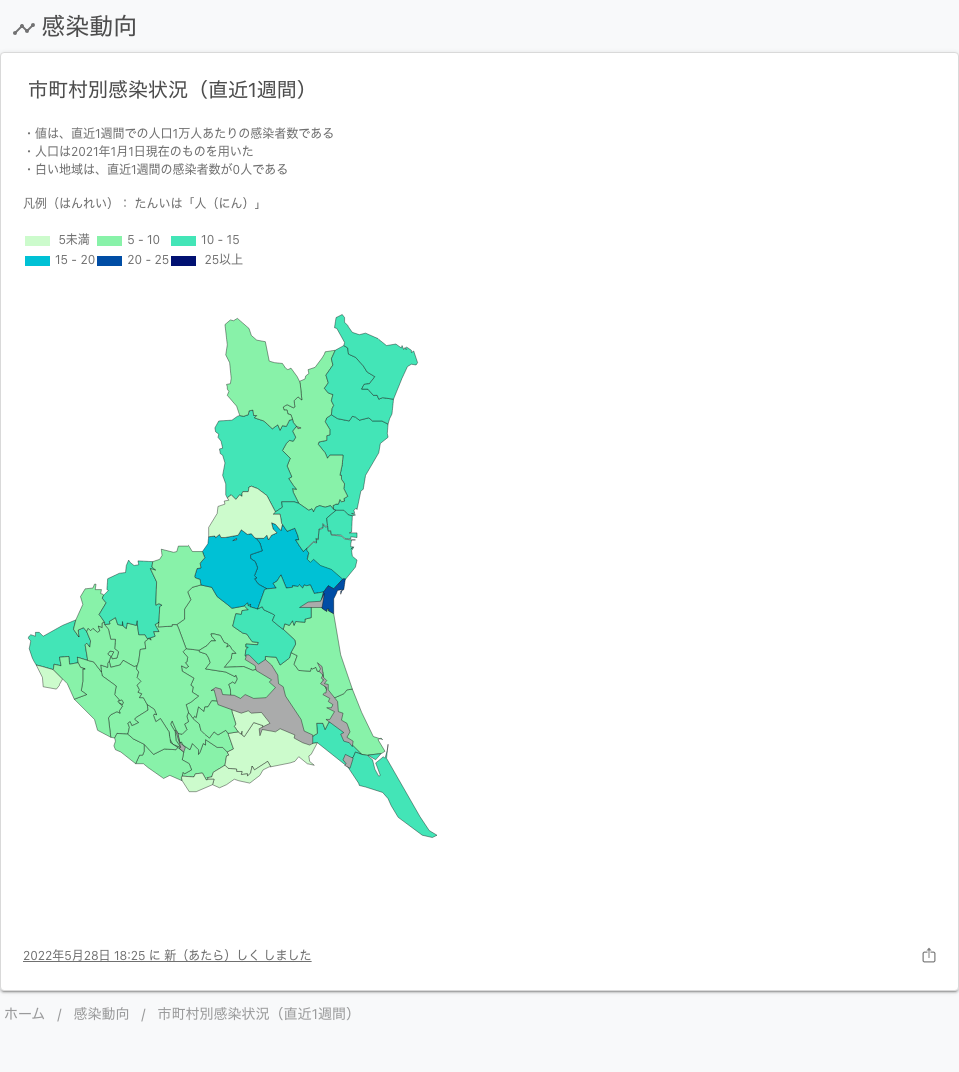 感染動向
市町村別感染状況（直近1週間）
・値は、直近1週間での人口1万人あたりの感染者数である
・人口は2021年1月1日現在のものを用いた
・白い地域は、直近1週間の感染者数が0人である
凡例（はんれい）： たんいは「人（にん）」
5未満 5 - 10 10 - 15
15 - 20 20 - 25 25以上
2022年5月28日 18:25 に 新（あたら）しく しました
ホーム / 感染動向 / 市町村別感染状況（直近1週間）